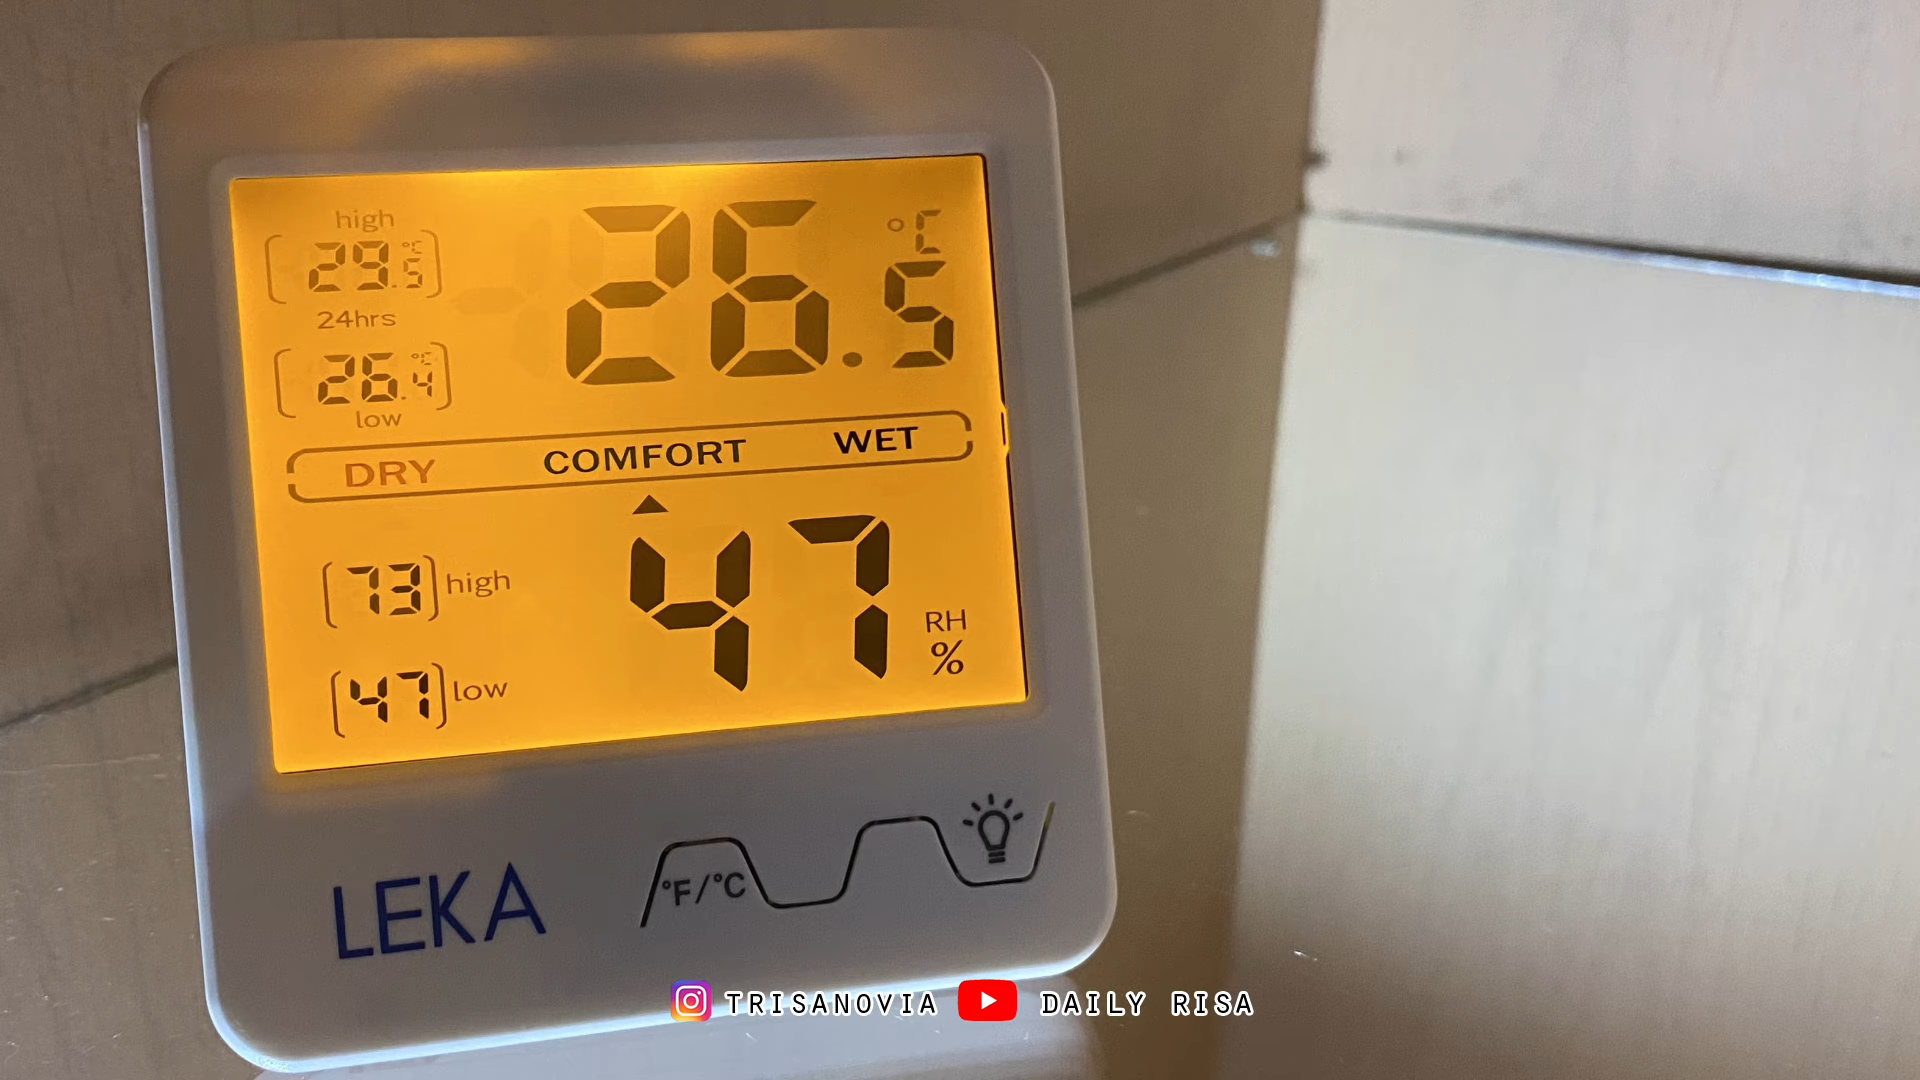 high
29.5 °C
24hrs
26.4 °C
low
26.5 °C
DRY COMFORT WET
73 high
47 low
47 RH %
LEKA
°F/°C
TRISANOVIA DAILY RISA